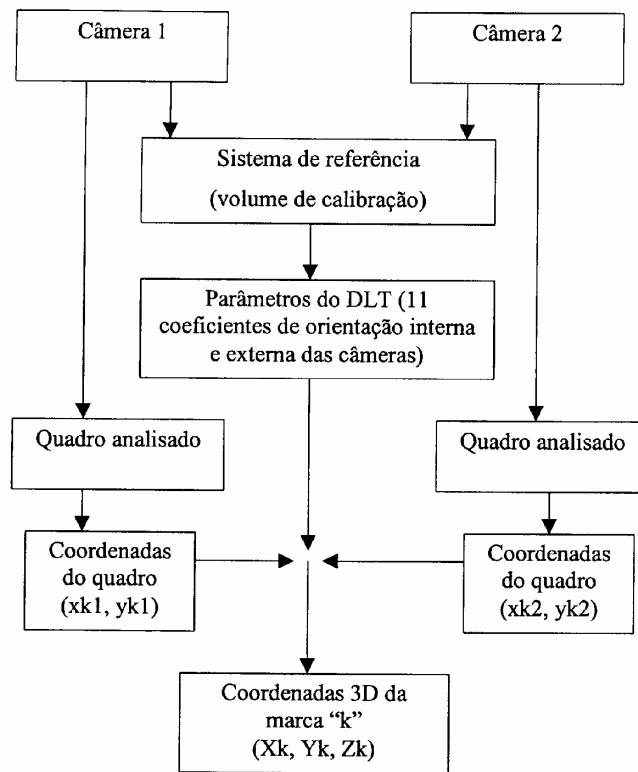 Câmera 1
Câmera 2
Sistema de referência
(volume de calibração)
Parâmetros do DLT (11
coeficientes de orientação interna
e externa das câmeras)
Quadro analisado
Quadro analisado
Coordenadas
do quadro
(xk1, yk1)
Coordenadas
do quadro
(xk2, yk2)
Coordenadas 3D da
marca “k”
(Xk, Yk, Zk)